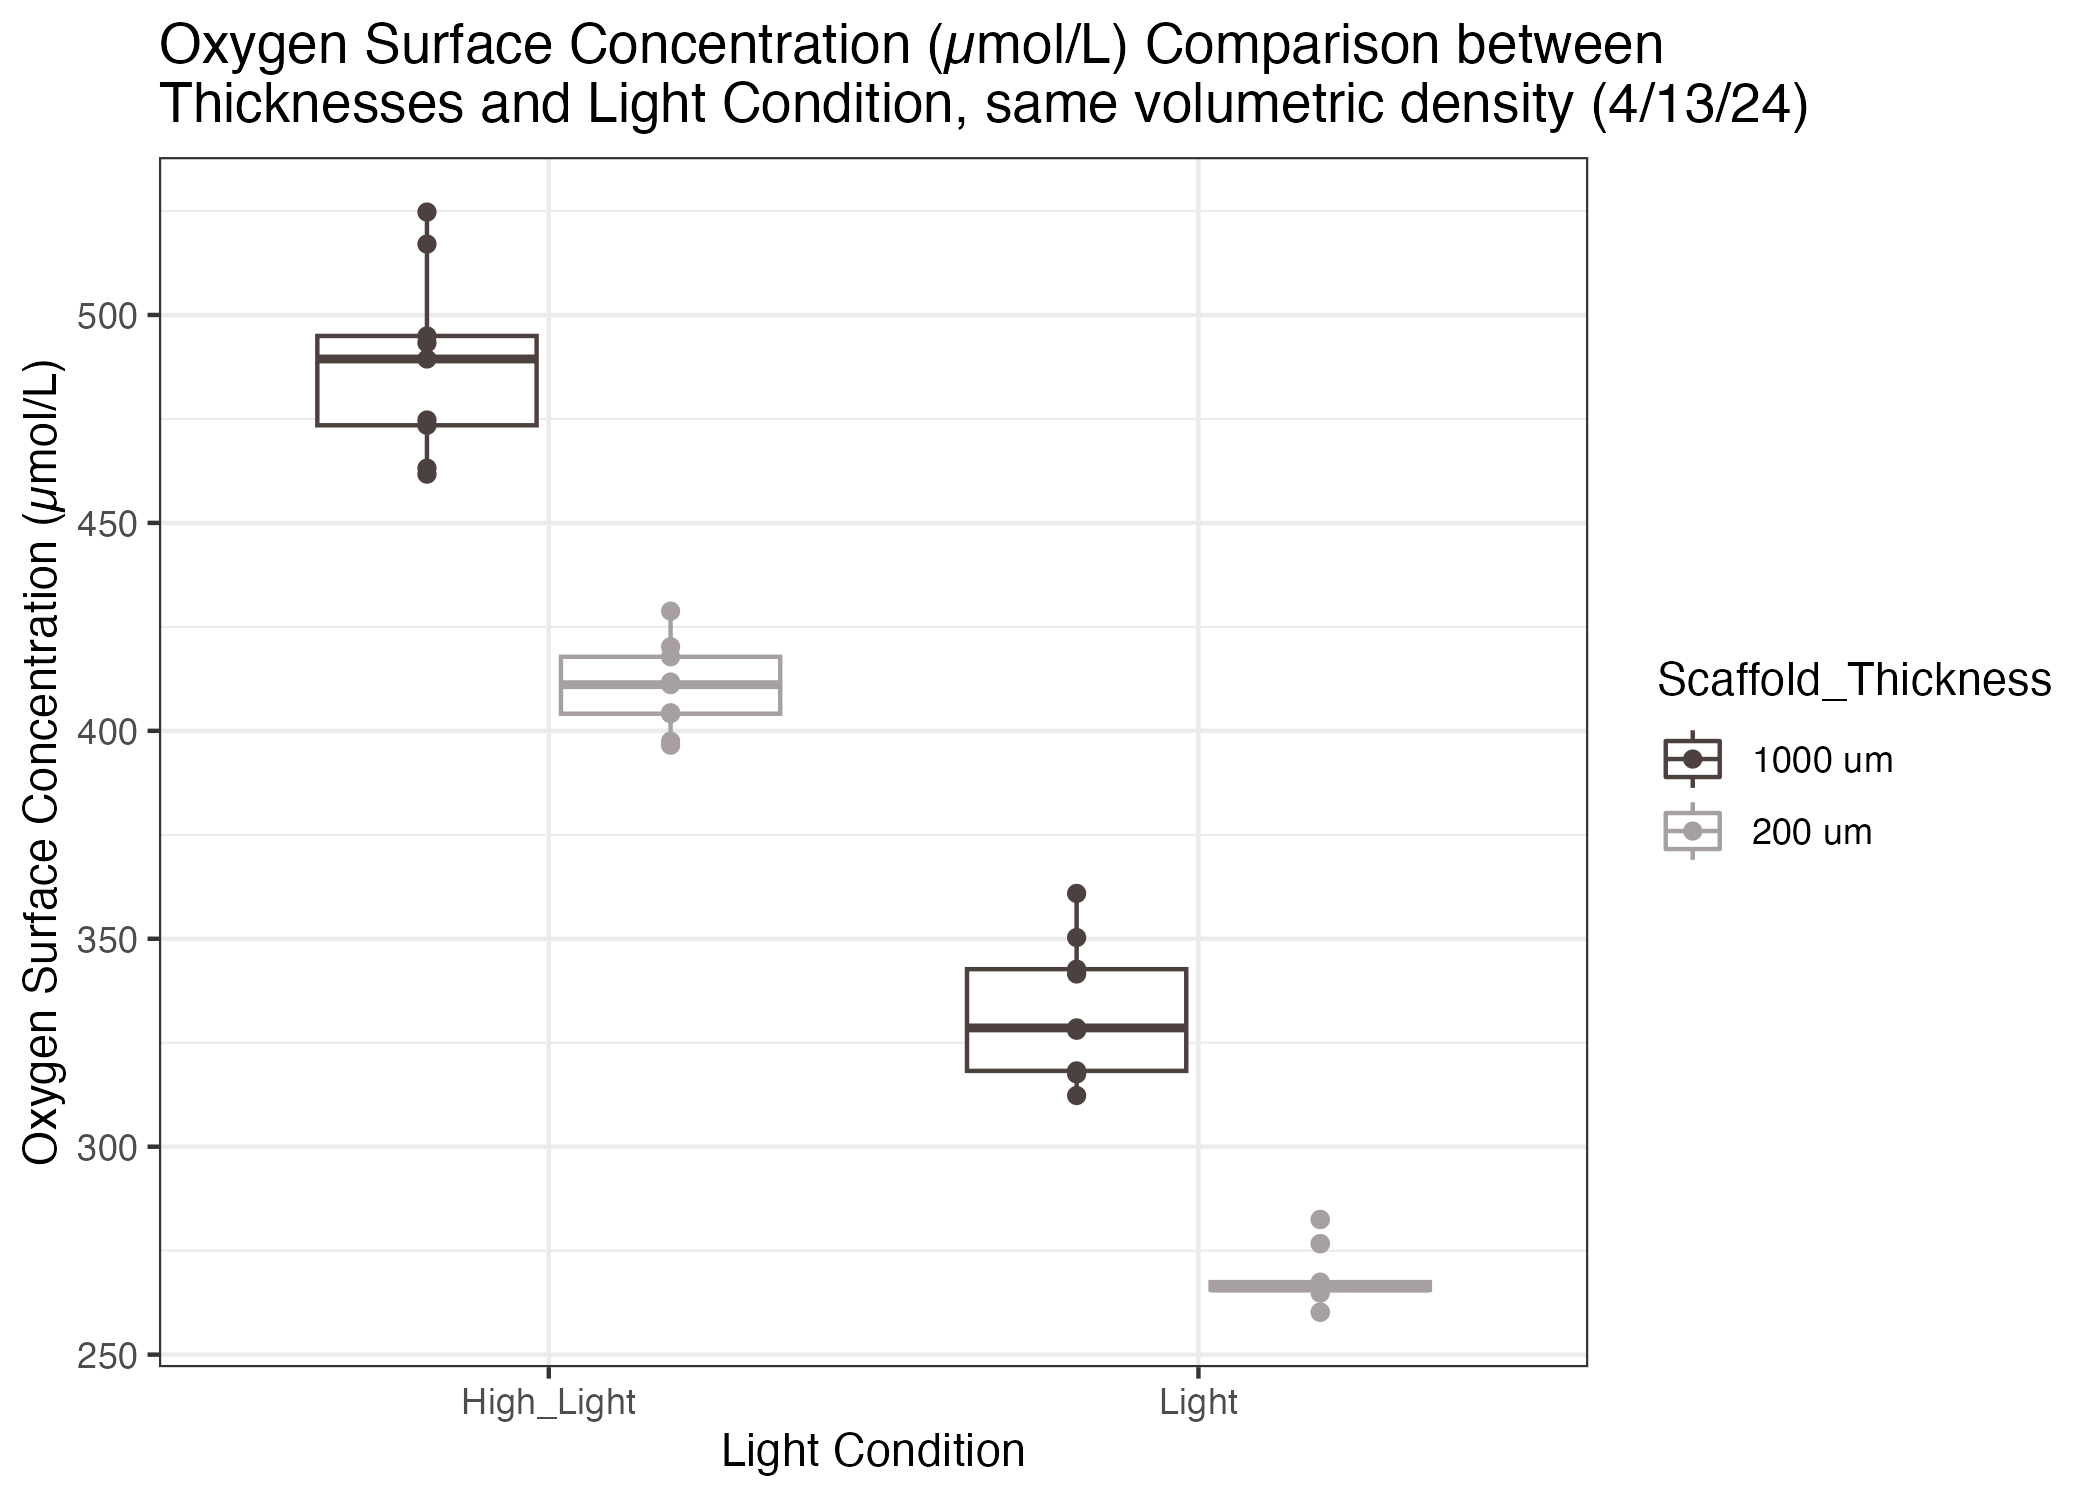 Oxygen Surface Concentration (µmol/L) Comparison between
Thicknesses and Light Condition, same volumetric density (4/13/24)
Oxygen Surface Concentration (µmol/L)
500
450
400
350
300
250
High_Light
Light
Light Condition
Scaffold_Thickness
1000 um
200 um